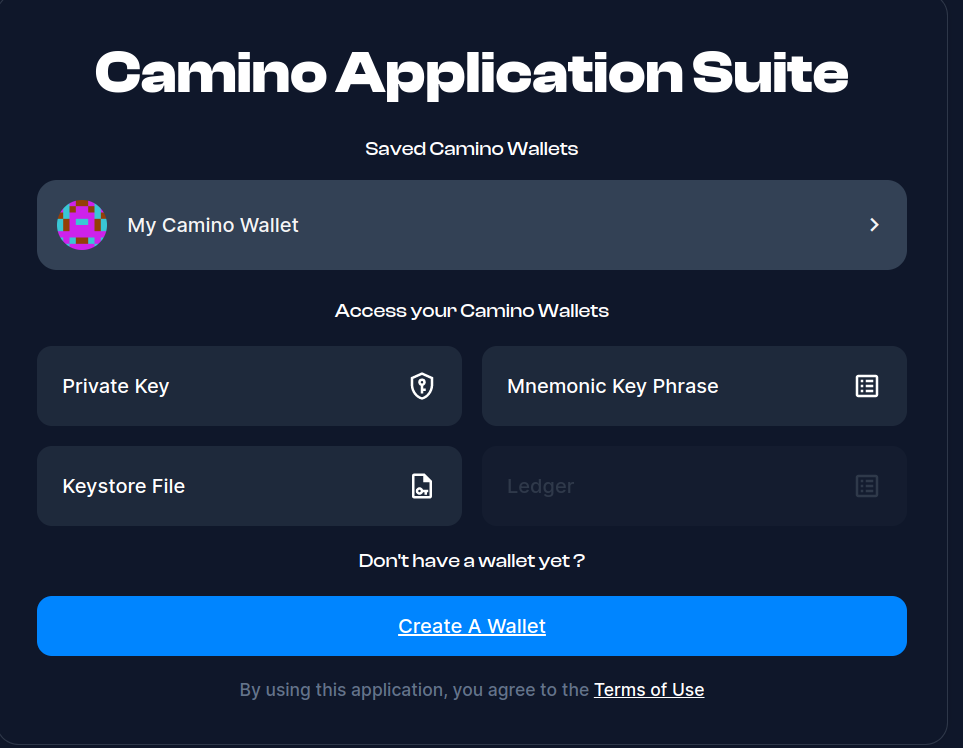 Camino Application Suite
Saved Camino Wallets
My Camino Wallet
Access your Camino Wallets
Private Key
Mnemonic Key Phrase
Keystore File
Ledger
Don't have a wallet yet ?
Create A Wallet
By using this application, you agree to the Terms of Use